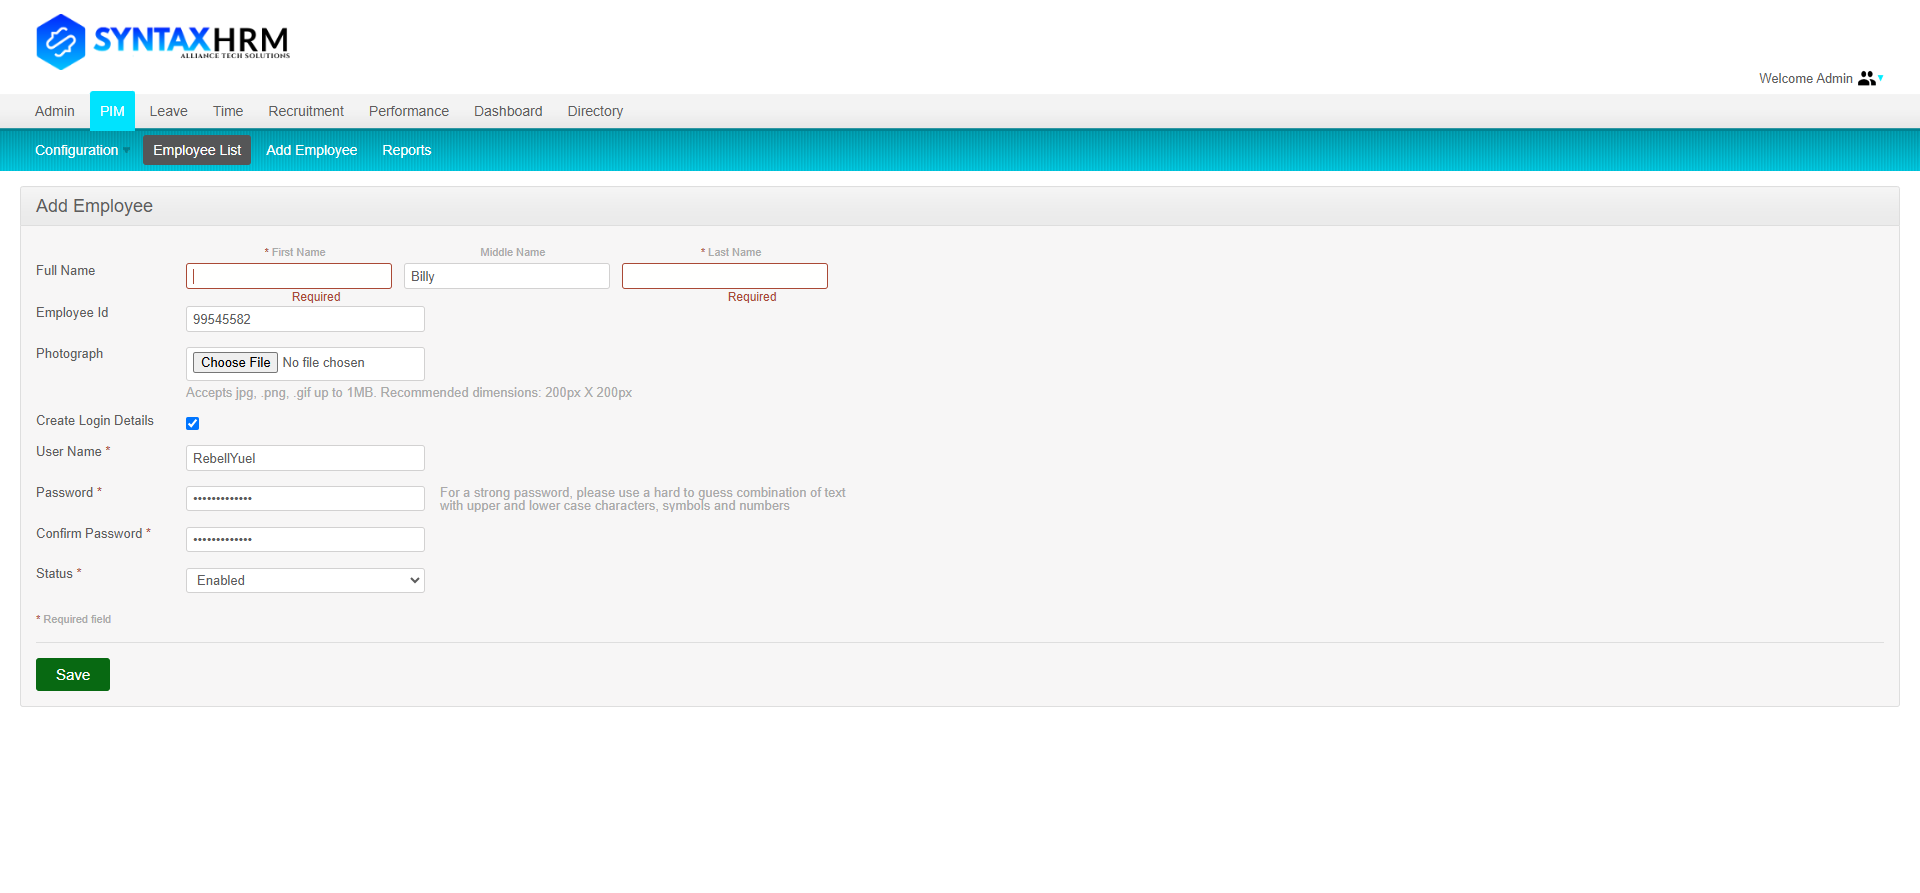 SYNTAXHRM
ALLIANCE TECH SOLUTIONS
Welcome Admin
Admin PIM Leave Time Recruitment Performance Dashboard Directory
Configuration Employee List Add Employee Reports
Add Employee
* First Name Middle Name * Last Name
Full Name Billy
Required Required
Employee Id 99545582
Photograph Choose File No file chosen
Accepts jpg, .png, .gif up to 1MB. Recommended dimensions: 200px X 200px
Create Login Details
User Name * RebellYuel
Password * ••••••••••••• For a strong password, please use a hard to guess combination of text
with upper and lower case characters, symbols and numbers
Confirm Password * •••••••••••••
Status * Enabled
* Required field
Save